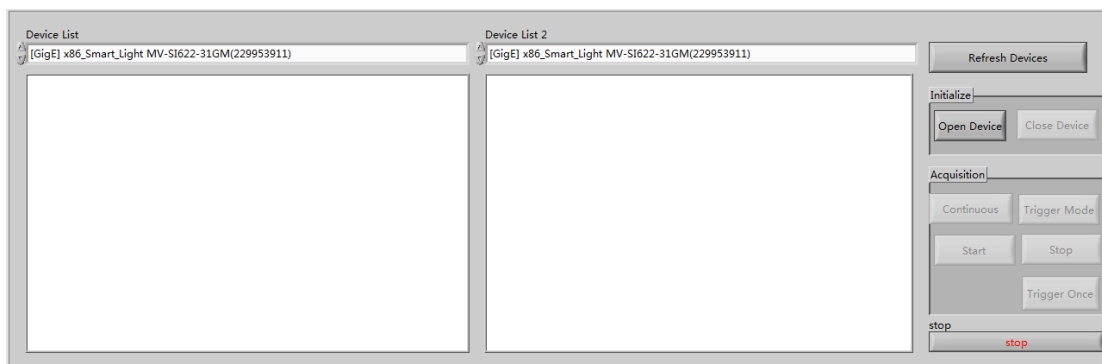 Device List
Device List 2
[GigE] x86_Smart_Light MV-SI622-31GM(229953911)
[GigE] x86_Smart_Light MV-SI622-31GM(229953911)
Refresh Devices
Initialize
Open Device
Close Device
Acquisition
Continuous
Trigger Mode
Start
Stop
Trigger Once
stop
stop